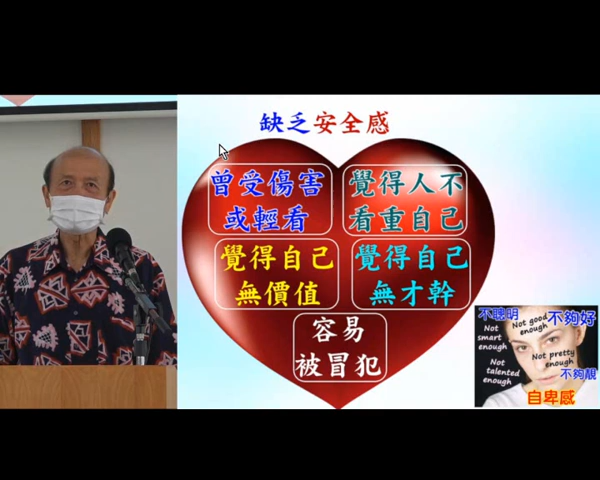 缺乏安全感
曾受傷害
或輕看
覺得人不
看重自己
覺得自己
無價值
覺得自己
無才幹
容易
被冒犯
不聰明
Not good
enough
不夠好
Not
smart
enough
Not pretty
enough
Not
talented
enough
不夠靚
自卑感